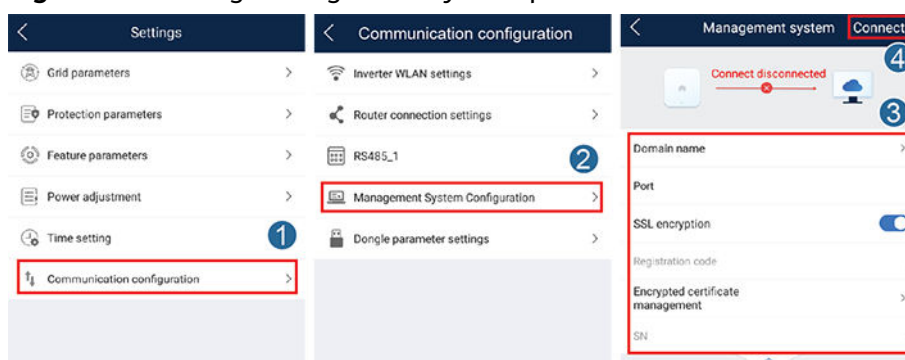 Settings
Grid parameters
Protection parameters
Feature parameters
Power adjustment
Time setting
1
Communication configuration
Communication configuration
Inverter WLAN settings
Router connection settings
RS485_1
2
Management System Configuration
Dongle parameter settings
Management system Connect
4
Connect disconnected
3
Domain name
Port
SSL encryption
Registration code
Encrypted certificate
management
SN